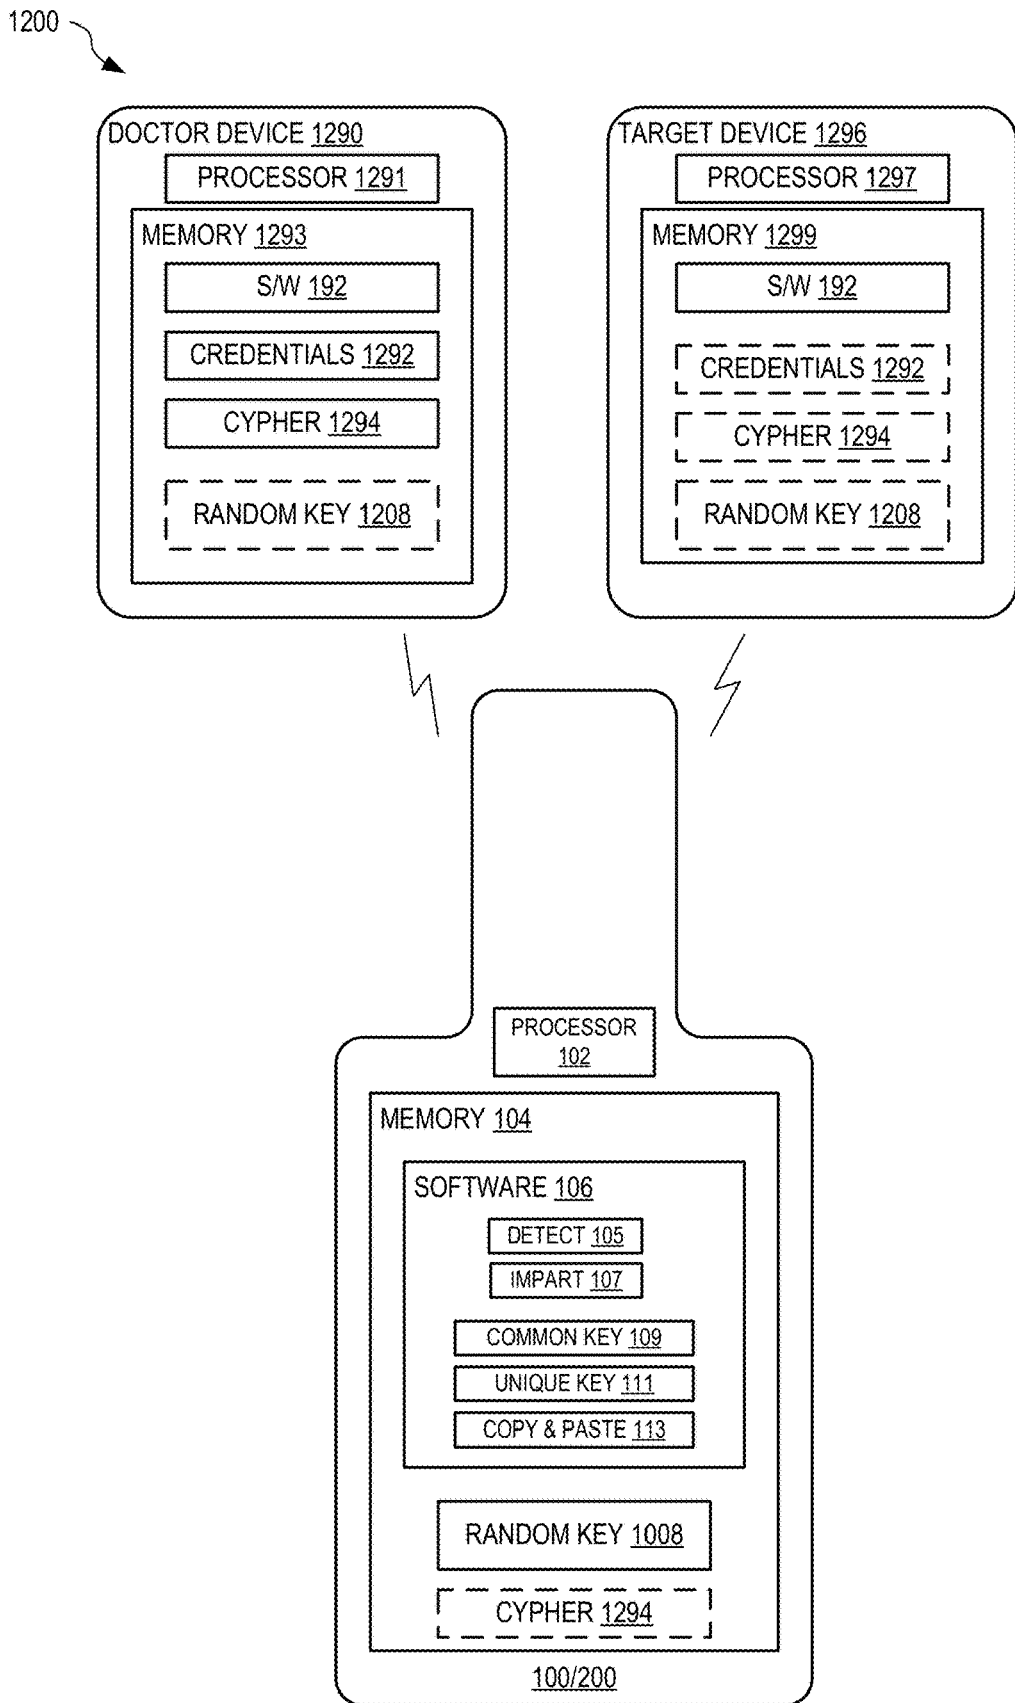 1200
DOCTOR DEVICE 1290
PROCESSOR 1291
MEMORY 1293
S/W 192
CREDENTIALS 1292
CYPHER 1294
RANDOM KEY 1208
TARGET DEVICE 1296
PROCESSOR 1297
MEMORY 1299
S/W 192
CREDENTIALS 1292
CYPHER 1294
RANDOM KEY 1208
PROCESSOR
102
MEMORY 104
SOFTWARE 106
DETECT 105
IMPART 107
COMMON KEY 109
UNIQUE KEY 111
COPY & PASTE 113
RANDOM KEY 1008
CYPHER 1294
100/200